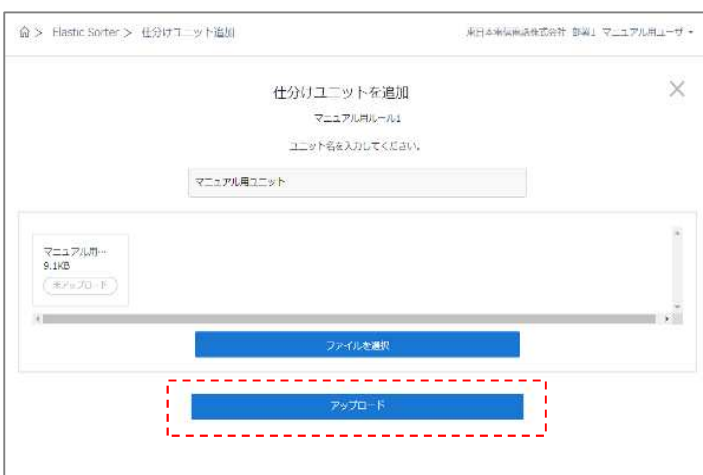 > Elastic Sorter > 仕分けユニット追加
東日本電信電話株式会社 部署1 マニュアル用ユーザ
仕分けユニットを追加
マニュアル用ルール1
ユニット名を入力してください。
マニュアル用ユニット
マニュアル用…
9.1KB
未アップロード
ファイルを選択
アップロード